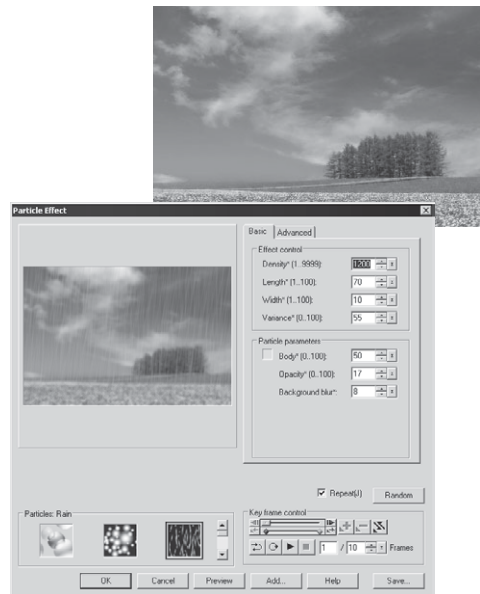 Particle Effect
Basic Advanced
Effect control
Density* (1..9999): 1200
Length* (1..100): 70
Width* (1..100): 10
Variance* (0..100): 55
Particle parameters
Body* (0..100): 50
Opacity* (0..100): 17
Background blur*: 8
Repeat(J)
Random
Particles: Rain
Key frame control
1 / 10 Frames
OK Cancel Preview Add... Help Save...